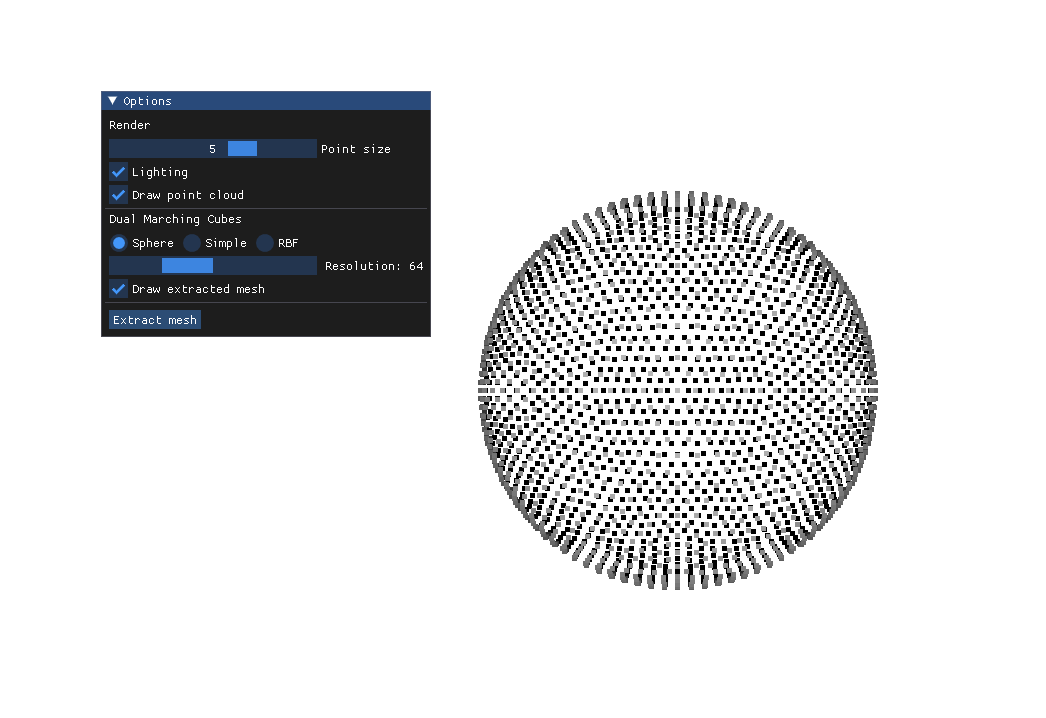 Options
Render
5 Point size
Lighting
Draw point cloud
Dual Marching Cubes
Sphere Simple RBF
Resolution: 64
Draw extracted mesh
Extract mesh